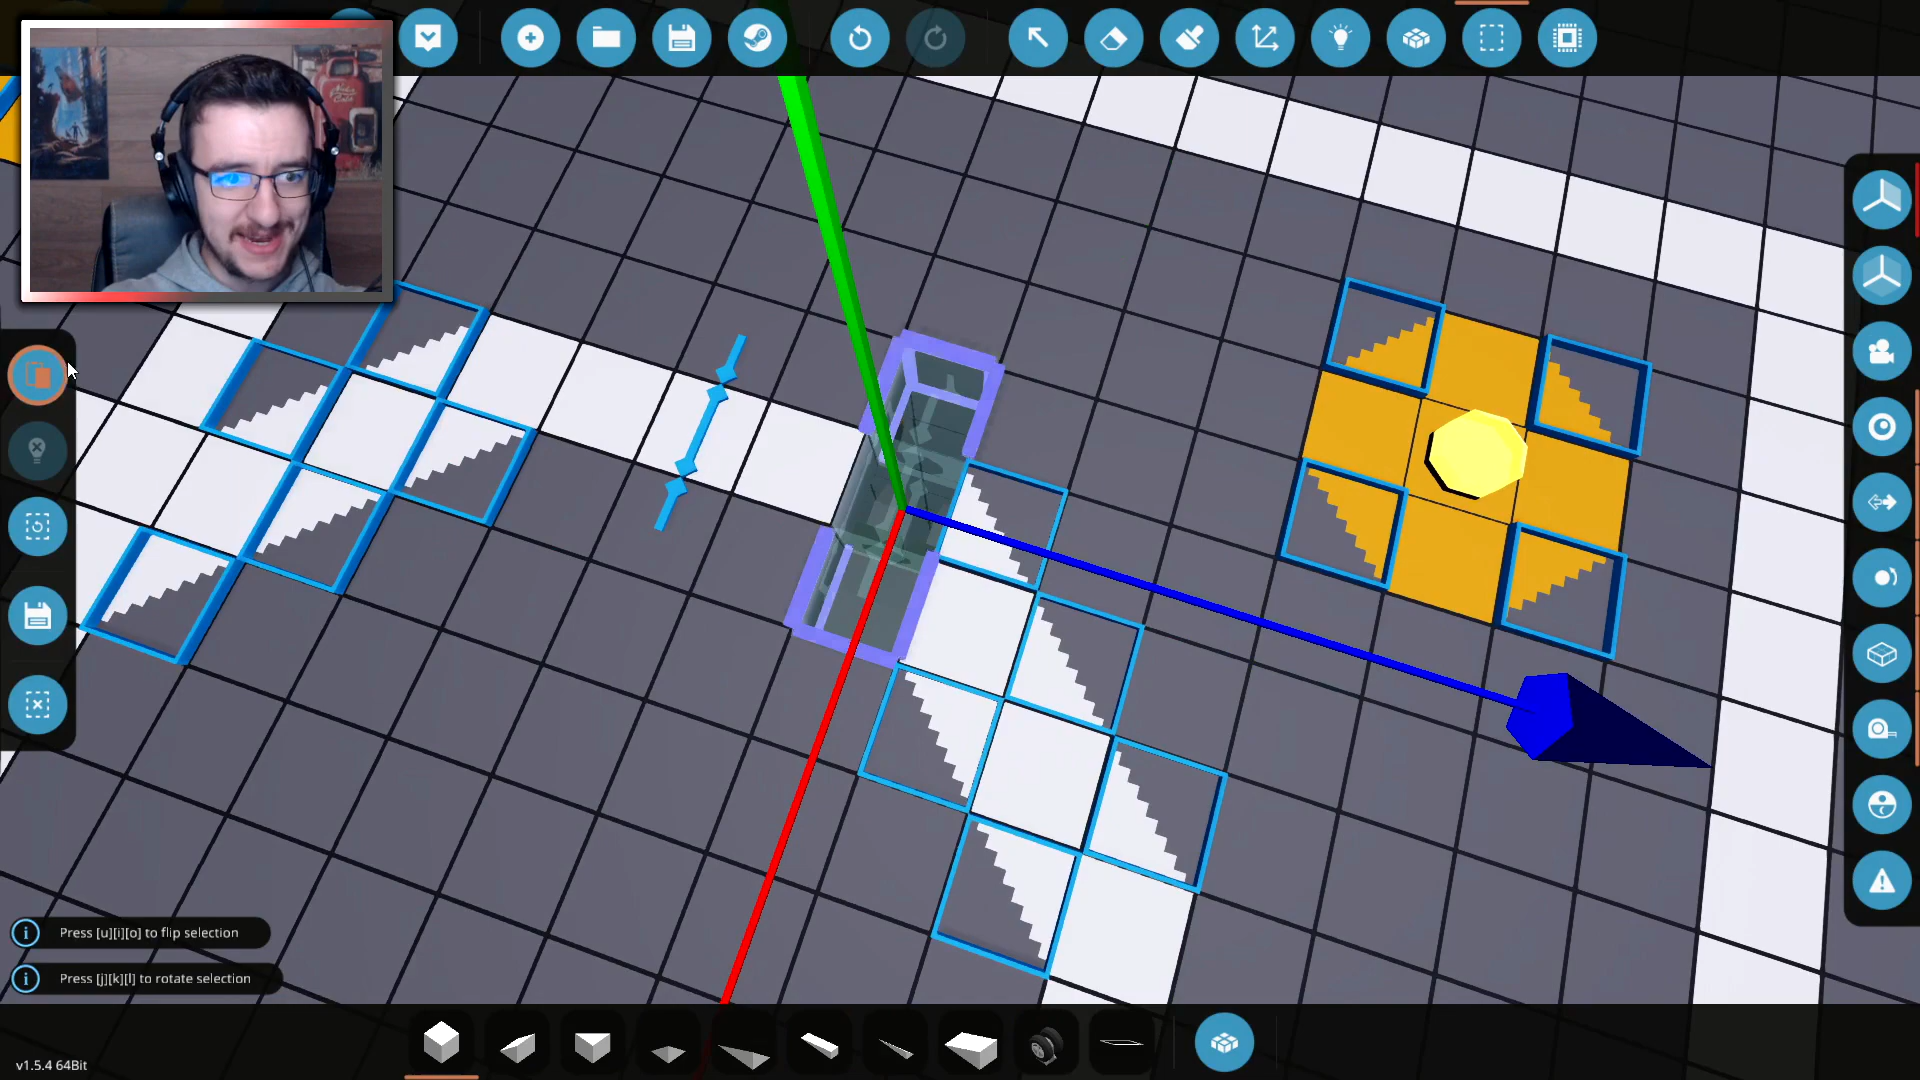 Press [u][i][o] to flip selection
Press [j][k][l] to rotate selection
v1.5.4 64Bit